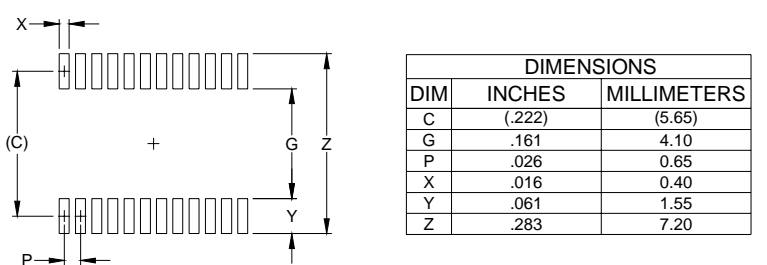 X
(C)
G
Z
Y
P
DIMENSIONS
DIM INCHES MILLIMETERS
C (.222) (5.65)
G .161 4.10
P .026 0.65
X .016 0.40
Y .061 1.55
Z .283 7.20